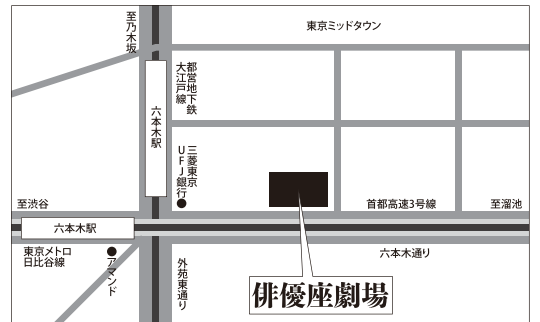 至乃木坂
東京ミッドタウン
都営地下鉄
大江戸線
六本木駅
三菱東京
UFJ銀行
至渋谷
首都高速3号線
至溜池
六本木駅
東京メトロ
日比谷線
アマンド
外苑東通り
六本木通り
俳優座劇場